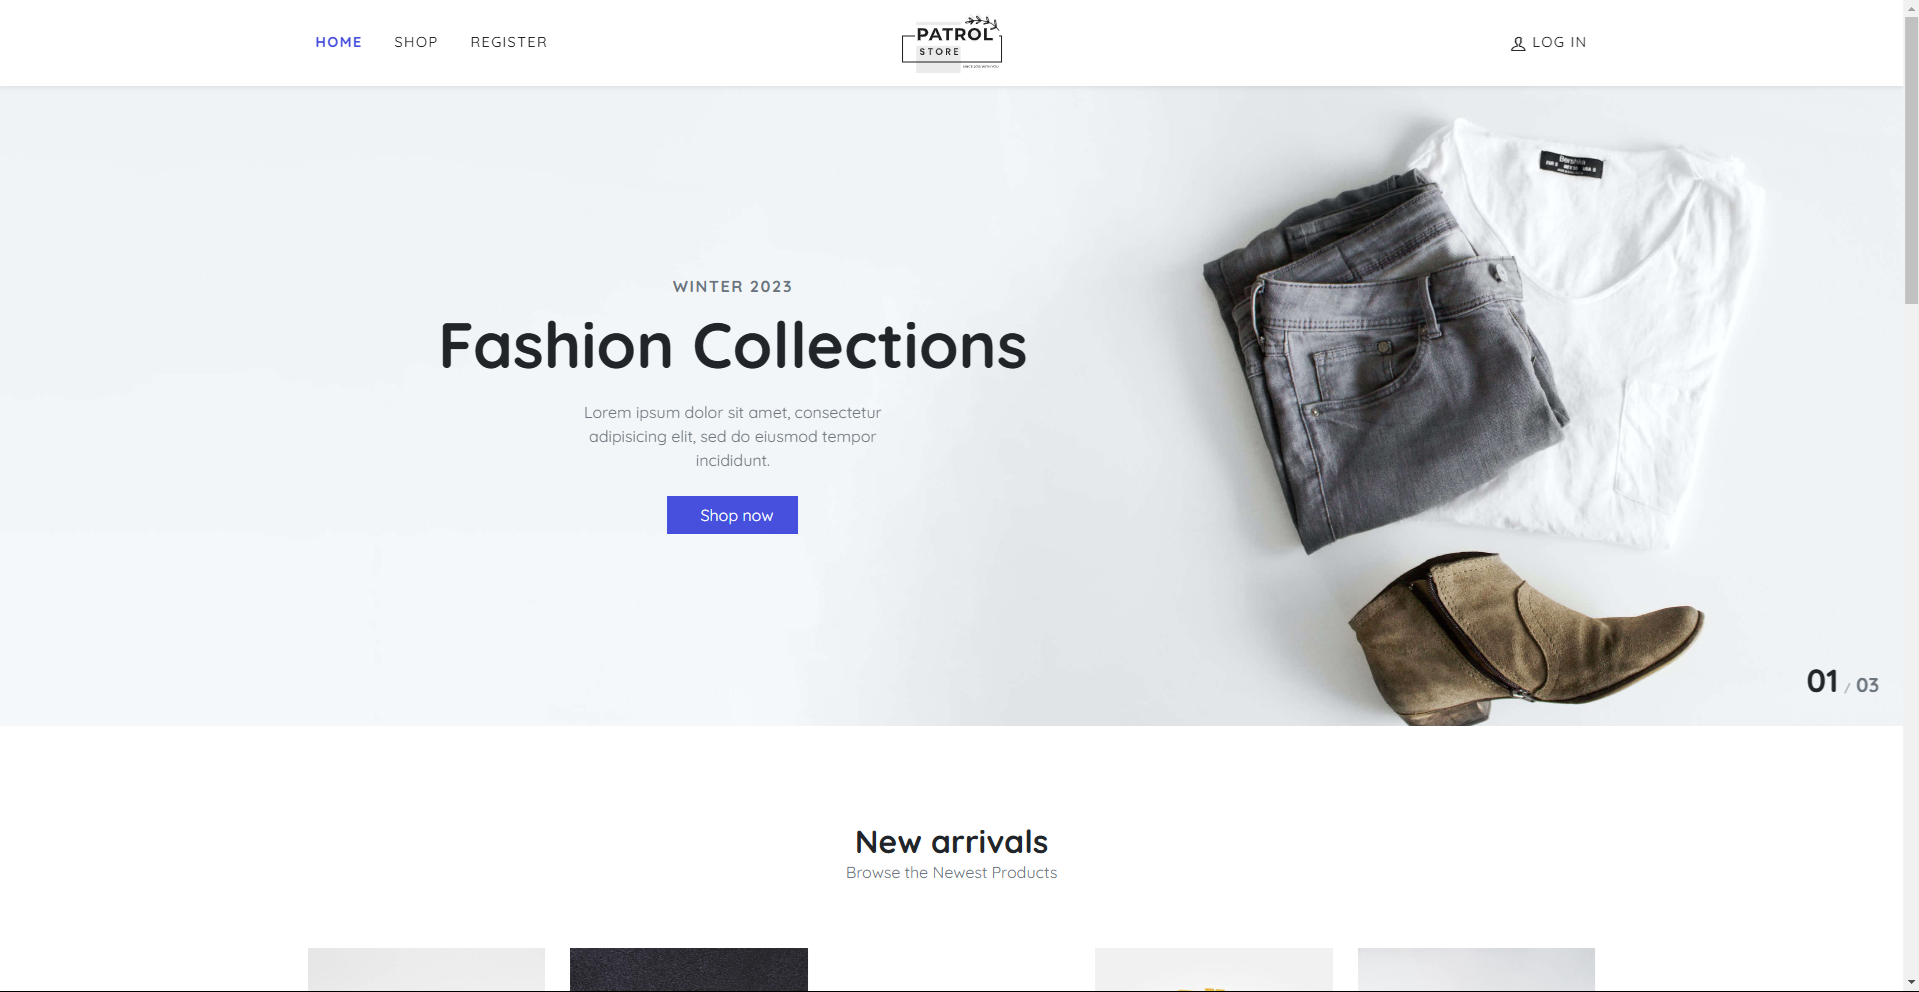 HOME
SHOP
REGISTER
PATROL
STORE
LOG IN
Bershka
WINTER 2023
Fashion Collections
Lorem ipsum dolor sit amet, consectetur
adipisicing elit, sed do eiusmod tempor
incididunt.
Shop now
01 / 03
New arrivals
Browse the Newest Products